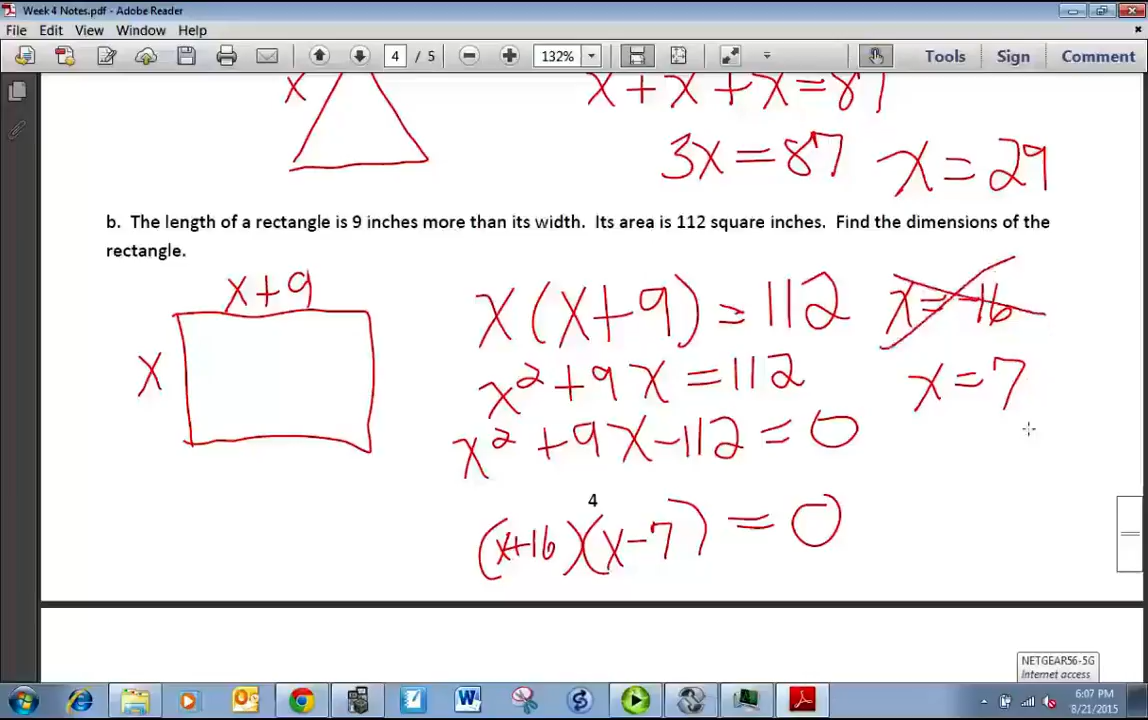 Week 4 Notes.pdf - Adobe Reader
File Edit View Window Help
4 / 5 132% Tools Sign Comment
x
x + x + x = 87
3x = 87 x = 29
b. The length of a rectangle is 9 inches more than its width. Its area is 112 square inches. Find the dimensions of the
rectangle.
x+9
x
x(x+9) = 112
x = -16
x² + 9x = 112
x = 7
x² + 9x - 112 = 0
4
(x+16)(x-7) = 0
NETGEAR56-5G
Internet access
6:07 PM
8/21/2015